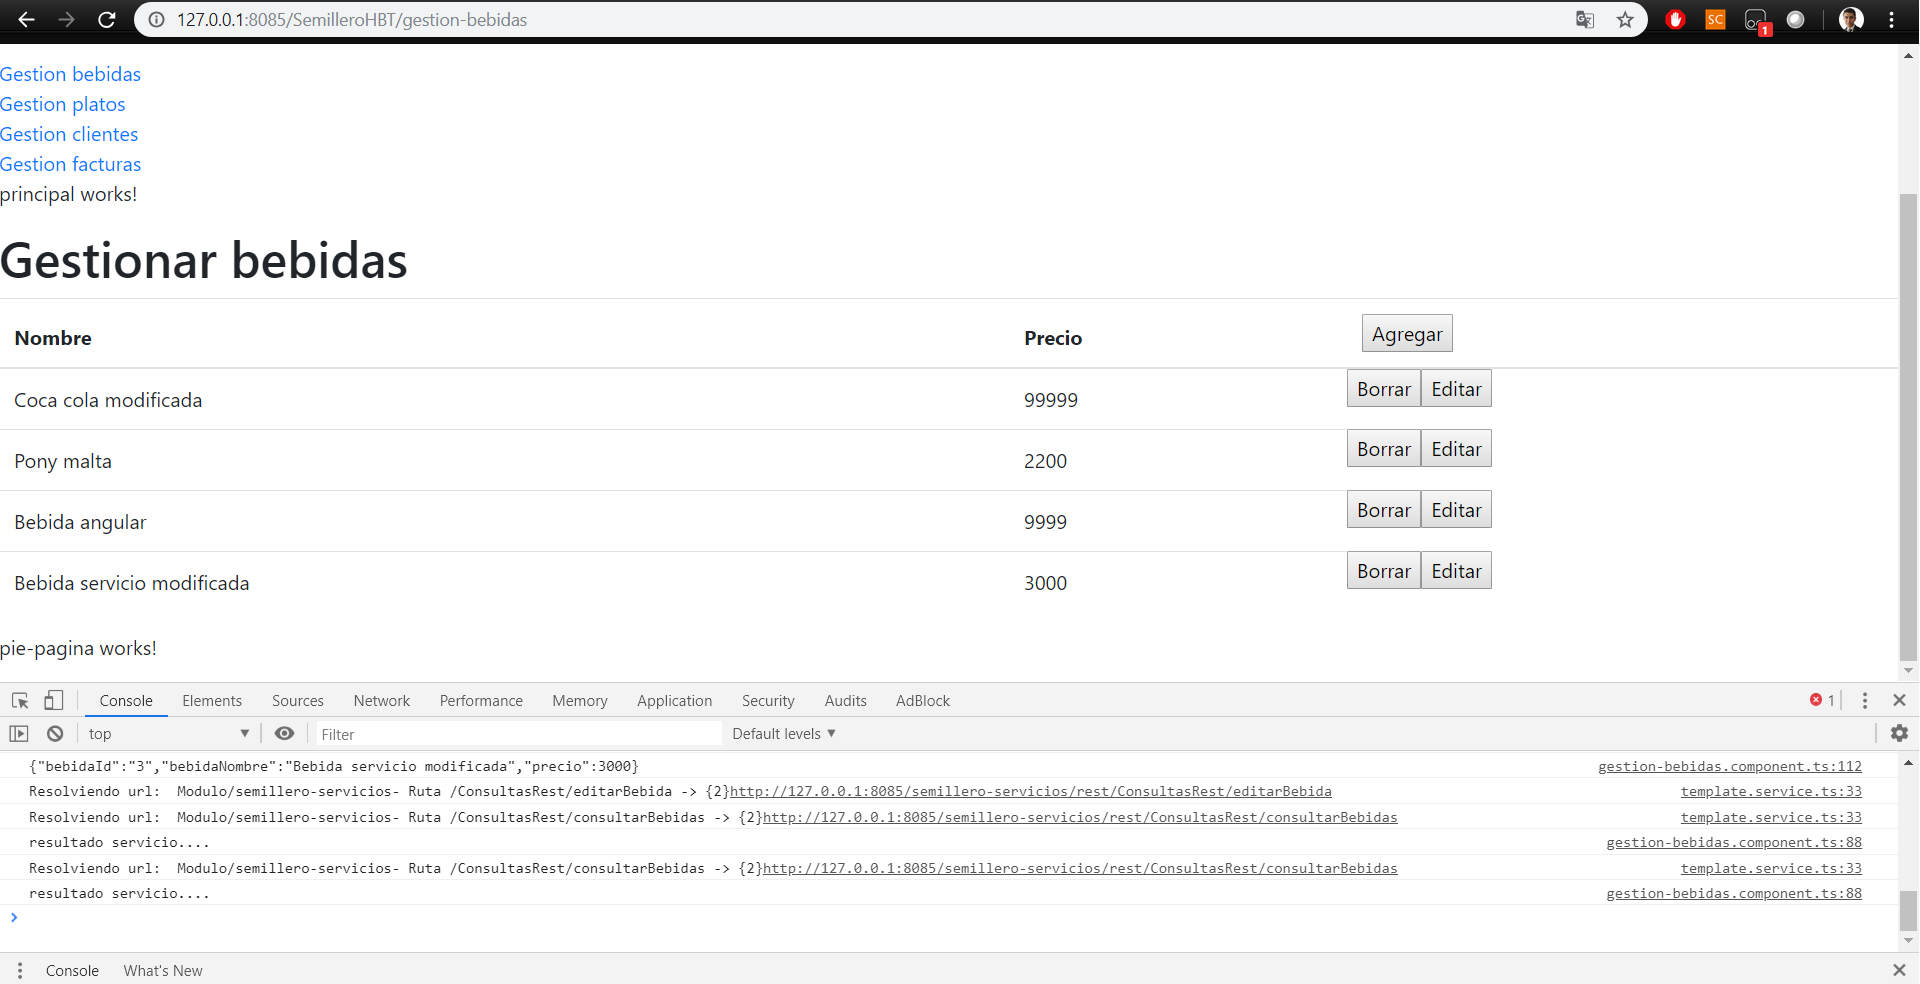 127.0.0.1:8085/SemilleroHBT/gestion-bebidas
SC
1
Gestion bebidas
Gestion platos
Gestion clientes
Gestion facturas
principal works!
Gestionar bebidas
Nombre Precio Agregar
Coca cola modificada 99999 Borrar Editar
Pony malta 2200 Borrar Editar
Bebida angular 9999 Borrar Editar
Bebida servicio modificada 3000 Borrar Editar
pie-pagina works!
Console Elements Sources Network Performance Memory Application Security Audits AdBlock 1
top Filter Default levels
{"bebidaId":"3","bebidaNombre":"Bebida servicio modificada","precio":3000} gestion-bebidas.component.ts:112
Resolviendo url:  Modulo/semillero-servicios- Ruta /ConsultasRest/editarBebida -> {2}http://127.0.0.1:8085/semillero-servicios/rest/ConsultasRest/editarBebida template.service.ts:33
Resolviendo url:  Modulo/semillero-servicios- Ruta /ConsultasRest/consultarBebidas -> {2}http://127.0.0.1:8085/semillero-servicios/rest/ConsultasRest/consultarBebidas template.service.ts:33
resultado servicio.... gestion-bebidas.component.ts:88
Resolviendo url:  Modulo/semillero-servicios- Ruta /ConsultasRest/consultarBebidas -> {2}http://127.0.0.1:8085/semillero-servicios/rest/ConsultasRest/consultarBebidas template.service.ts:33
resultado servicio.... gestion-bebidas.component.ts:88
Console What's New